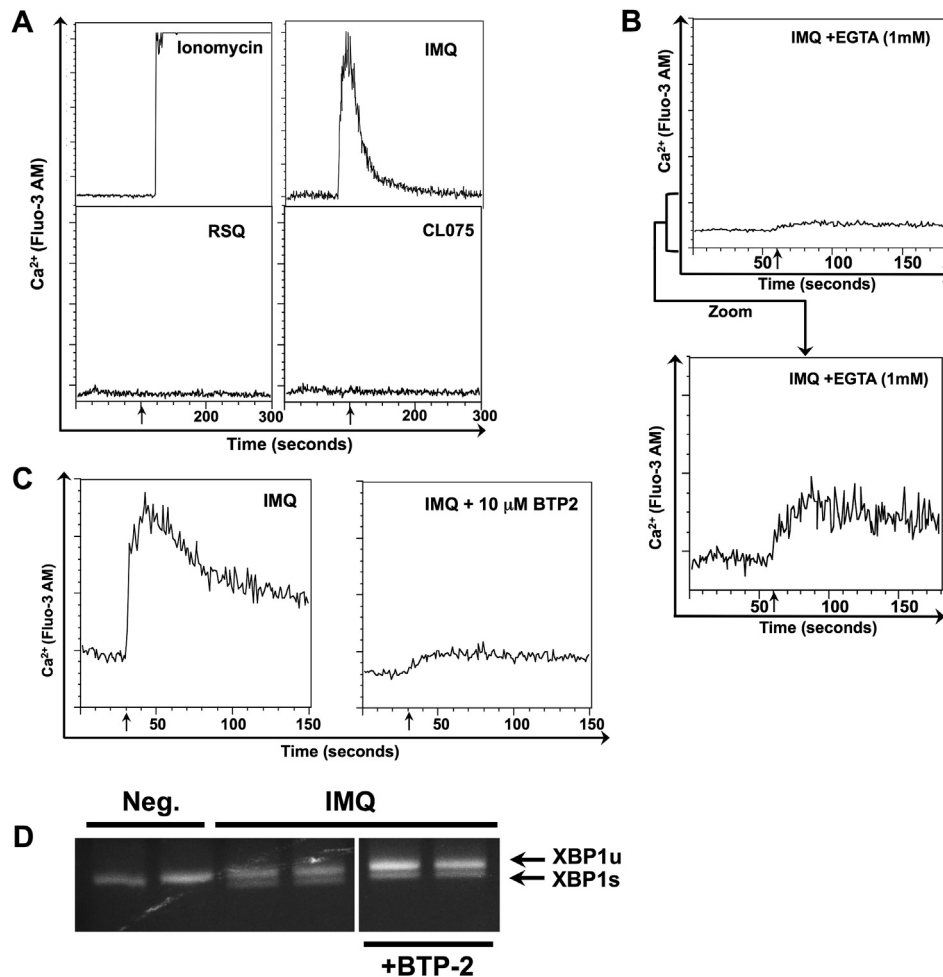 A
Ionomycin
IMQ
RSQ
CL075
Ca²⁺ (Fluo-3 AM)
200 300
200 300
Time (seconds)
B
IMQ +EGTA (1mM)
Ca²⁺ (Fluo-3 AM)
50 100 150
Time (seconds)
Zoom
IMQ +EGTA (1mM)
Ca²⁺ (Fluo-3 AM)
0 50 100 150
Time (seconds)
C
IMQ
IMQ + 10 μM BTP2
Ca²⁺ (Fluo-3 AM)
50 100 150
50 100 150
Time (seconds)
D
Neg. IMQ
XBP1u
XBP1s
+BTP-2